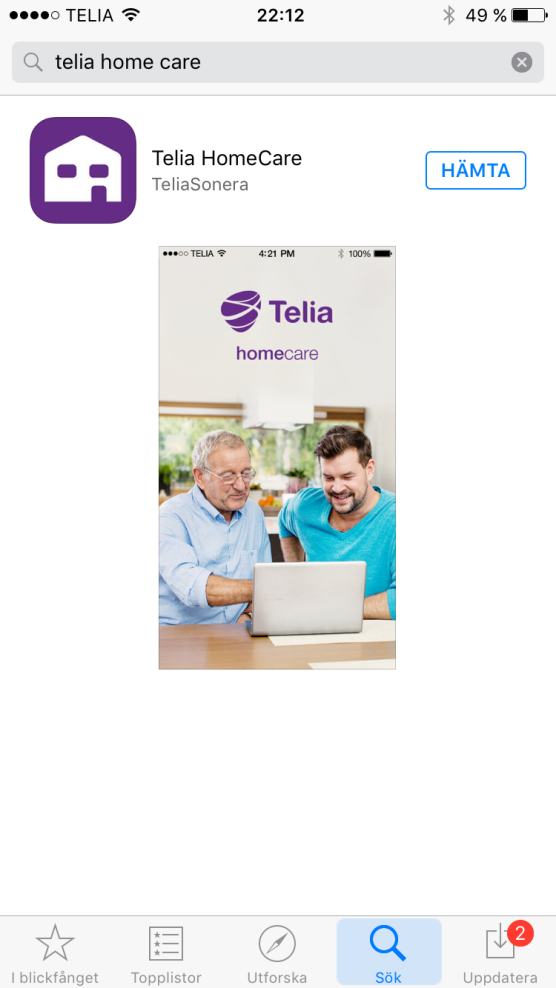 TELIA 22:12 49 %
telia home care
Telia HomeCare
TeliaSonera
HÄMTA
TELIA 4:21 PM 100%
Telia
homecare
2
I blickfånget Topplistor Utforska Sök Uppdatera